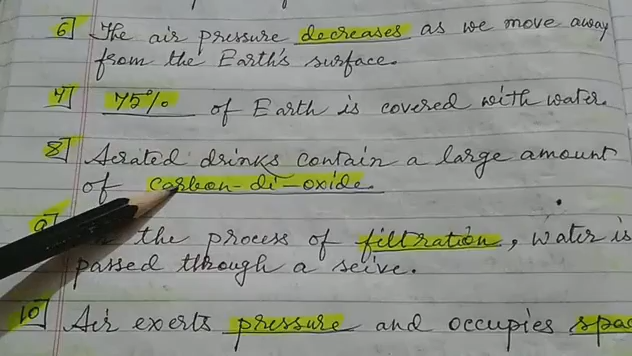 6] The air pressure decreases as we move away
from the Earth's surface.
7] 75% of Earth is covered with water.
8] Aerated drinks contain a large amount
of carbon-di-oxide.
9] the process of filtration, water is
passed through a seive.
10] Air exerts pressure and occupies spac